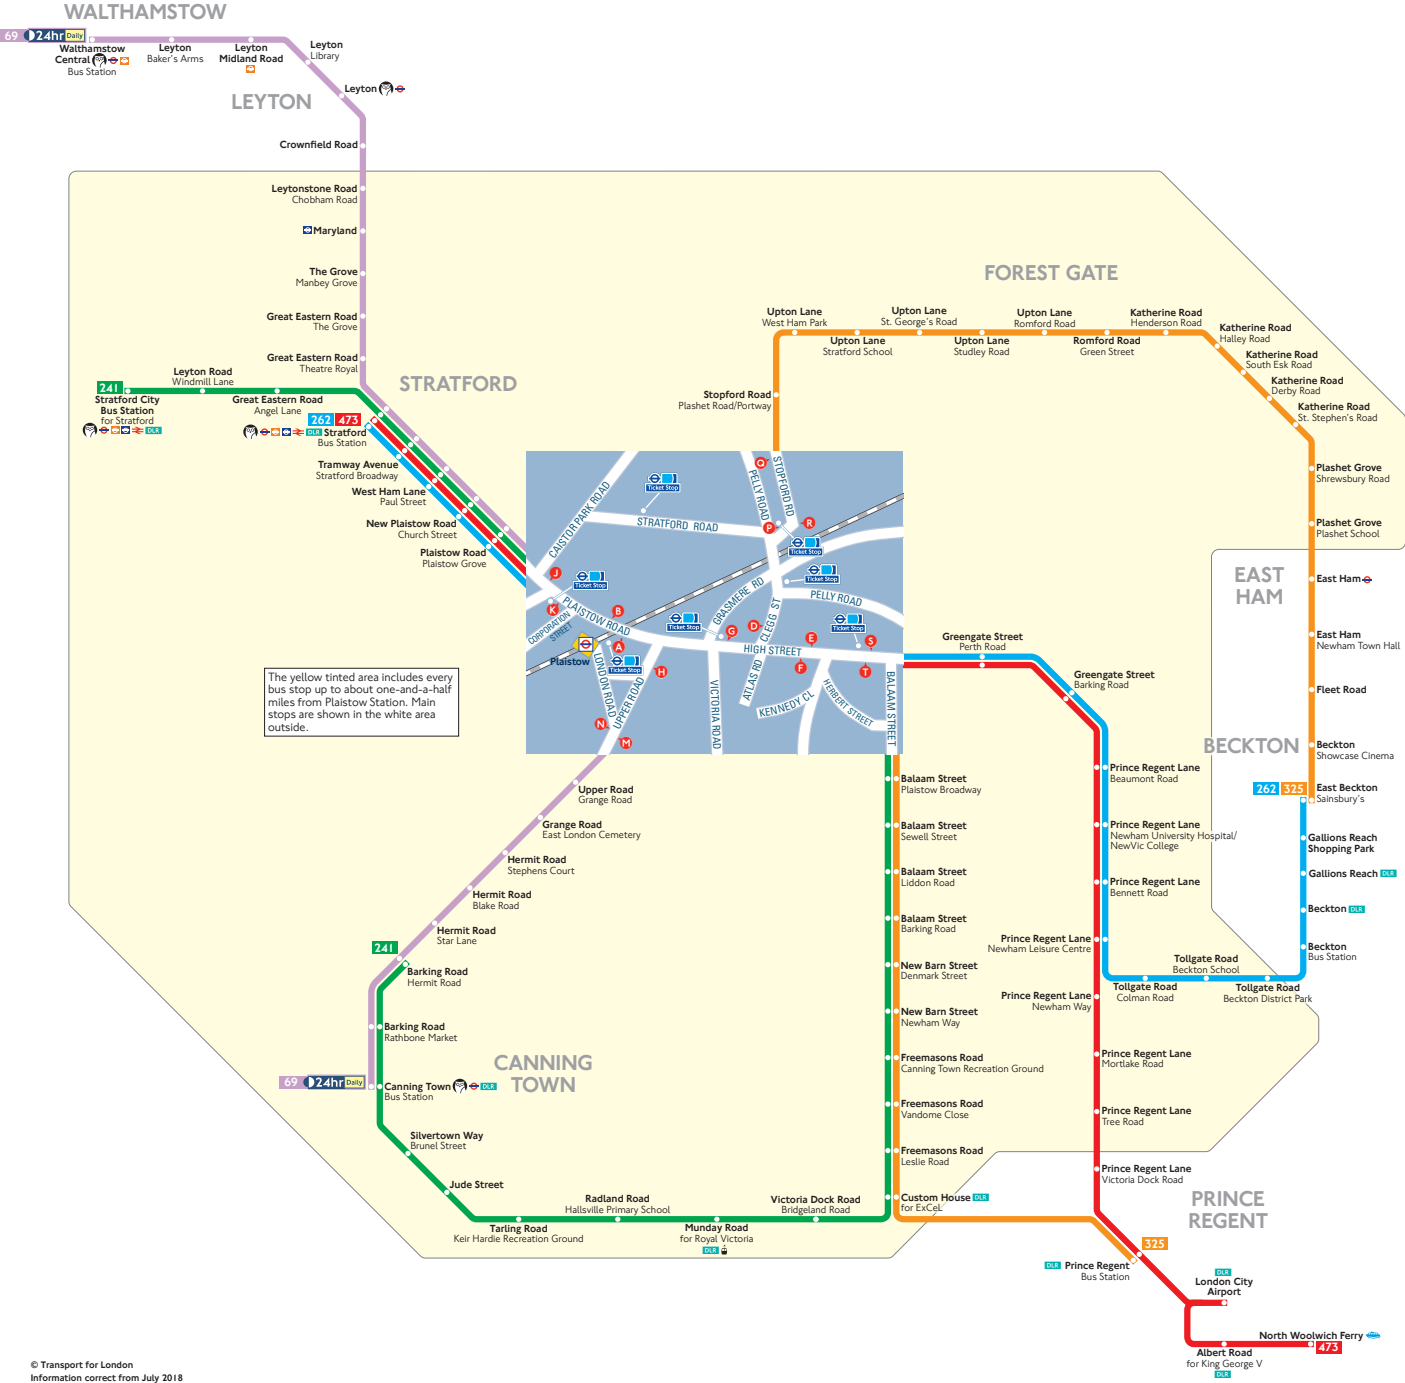 WALTHAMSTOW
69 24hr Daily
Walthamstow
Central
Bus Station
Leyton
Baker's Arms
Leyton
Midland Road
Leyton
Library
Leyton
LEYTON
Crownfield Road
Leytonstone Road
Chobham Road
Maryland
The Grove
Manbey Grove
Great Eastern Road
The Grove
Great Eastern Road
Theatre Royal
STRATFORD
241
Stratford City
Bus Station
for Stratford
DLR
Leyton Road
Windmill Lane
Great Eastern Road
Angel Lane
262 473
DLR Stratford
Bus Station
Tramway Avenue
Stratford Broadway
West Ham Lane
Paul Street
New Plaistow Road
Church Street
Plaistow Road
Plaistow Grove
FOREST GATE
Upton Lane
West Ham Park
Upton Lane
Stratford School
Upton Lane
St. George's Road
Upton Lane
Studley Road
Upton Lane
Romford Road
Romford Road
Green Street
Katherine Road
Henderson Road
Katherine Road
Halley Road
Katherine Road
South Esk Road
Katherine Road
Derby Road
Katherine Road
St. Stephen's Road
Stopford Road
Plashet Road/Portway
Plashet Grove
Shrewsbury Road
Plashet Grove
Plashet School
EAST
HAM
East Ham
East Ham
Newham Town Hall
Fleet Road
BECKTON
Beckton
Showcase Cinema
262 325
East Beckton
Sainsbury's
Gallions Reach
Shopping Park
Gallions Reach DLR
Beckton DLR
Beckton
Bus Station
CAISTOR PARK ROAD
STRATFORD ROAD
PELLY ROAD
STOPFORD RD
Ticket Stop
Ticket Stop
Ticket Stop
Ticket Stop
Ticket Stop
Ticket Stop
Ticket Stop
Q
P
R
J
K
B
A
G
D
E
F
S
T
H
N
M
PLAISTOW ROAD
CORPORATION
STREET
Plaistow
LONDON ROAD
UPPER ROAD
GRASMERE RD
CLEGG ST
PELLY ROAD
HIGH STREET
VICTORIA ROAD
ATLAS RD
KENNEDY CL
HERBERT STREET
BALAAM STREET
The yellow tinted area includes every
bus stop up to about one-and-a-half
miles from Plaistow Station. Main
stops are shown in the white area
outside.
Greengate Street
Perth Road
Greengate Street
Barking Road
Prince Regent Lane
Beaumont Road
Prince Regent Lane
Newham University Hospital/
NewVic College
Prince Regent Lane
Bennett Road
Prince Regent Lane
Newham Leisure Centre
Prince Regent Lane
Newham Way
Tollgate Road
Colman Road
Tollgate Road
Beckton School
Tollgate Road
Beckton District Park
Prince Regent Lane
Mortlake Road
Prince Regent Lane
Tree Road
Prince Regent Lane
Victoria Dock Road
Upper Road
Grange Road
Grange Road
East London Cemetery
Hermit Road
Stephens Court
Hermit Road
Blake Road
Hermit Road
Star Lane
241
Barking Road
Hermit Road
Barking Road
Rathbone Market
69 24hr Daily
Canning Town DLR
Bus Station
CANNING
TOWN
Silvertown Way
Brunel Street
Jude Street
Tarling Road
Keir Hardie Recreation Ground
Radland Road
Hallsville Primary School
Munday Road
for Royal Victoria
DLR
Victoria Dock Road
Bridgeland Road
Balaam Street
Plaistow Broadway
Balaam Street
Sewell Street
Balaam Street
Liddon Road
Balaam Street
Barking Road
New Barn Street
Denmark Street
New Barn Street
Newham Way
Freemasons Road
Canning Town Recreation Ground
Freemasons Road
Vandome Close
Freemasons Road
Leslie Road
Custom House DLR
for ExCeL
PRINCE
REGENT
325
DLR Prince Regent
Bus Station
DLR
London City
Airport
North Woolwich Ferry
473
Albert Road
for King George V
DLR
© Transport for London
Information correct from July 2018